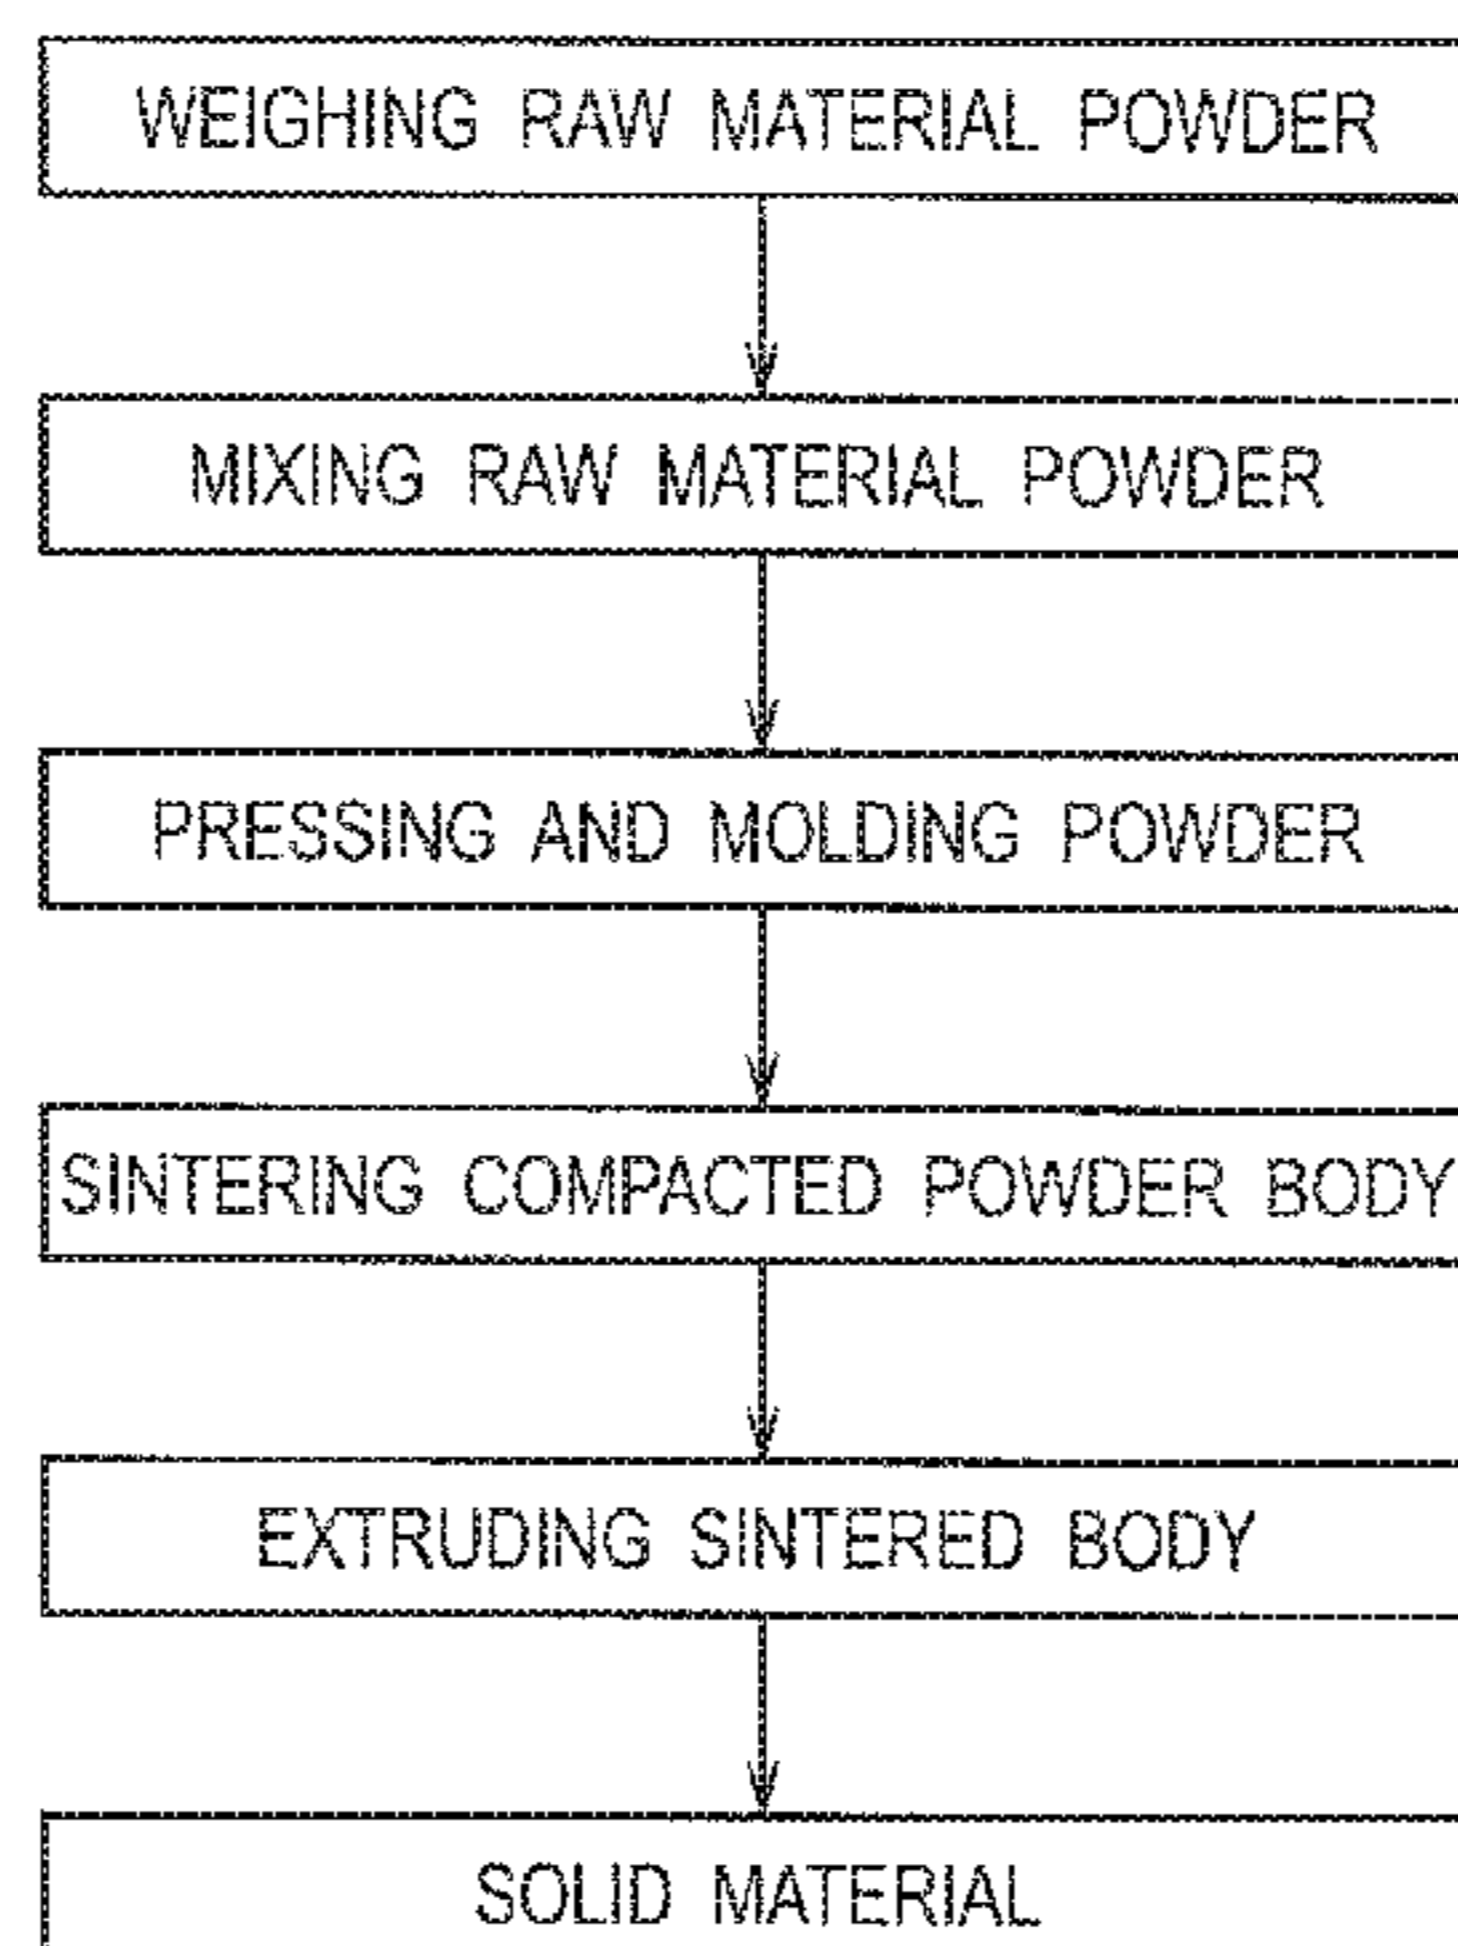 WEIGHING RAW MATERIAL POWDER
MIXING RAW MATERIAL POWDER
PRESSING AND MOLDING POWDER
SINTERING COMPACTED POWDER BODY
EXTRUDING SINTERED BODY
SOLID MATERIAL